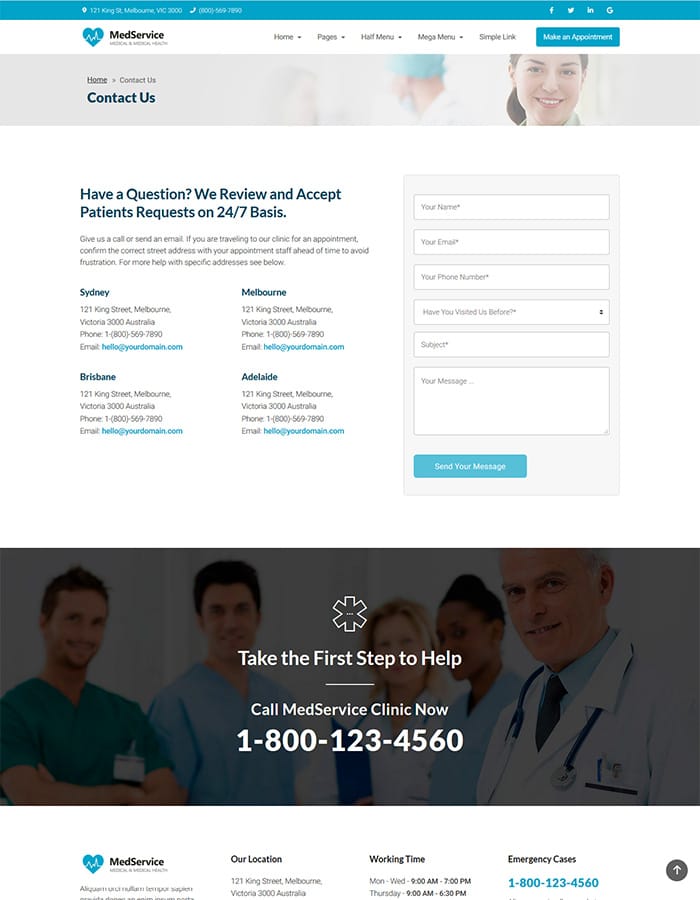 121 King St, Melbourne, VIC 3000 (800)-569-7890
MedService
MEDICAL & MEDICAL HEALTH
Home Pages Half Menu Mega Menu Simple Link Make an Appointment
Home » Contact Us
Contact Us
Have a Question? We Review and Accept
Patients Requests on 24/7 Basis.
Give us a call or send an email. If you are traveling to our clinic for an appointment,
confirm the correct street address with your appointment staff ahead of time to avoid
frustration. For more help with specific addresses see below.
Sydney
121 King Street, Melbourne,
Victoria 3000 Australia
Phone: 1-(800)-569-7890
Email: hello@yourdomain.com
Melbourne
121 King Street, Melbourne,
Victoria 3000 Australia
Phone: 1-(800)-569-7890
Email: hello@yourdomain.com
Brisbane
121 King Street, Melbourne,
Victoria 3000 Australia
Phone: 1-(800)-569-7890
Email: hello@yourdomain.com
Adelaide
121 King Street, Melbourne,
Victoria 3000 Australia
Phone: 1-(800)-569-7890
Email: hello@yourdomain.com
Your Name*
Your Email*
Your Phone Number*
Have You Visited Us Before?*
Subject*
Your Message ...
Send Your Message
Take the First Step to Help
Call MedService Clinic Now
1-800-123-4560
MedService
MEDICAL & MEDICAL HEALTH
Aliquam orci nullam tempor sapien
Our Location
121 King Street, Melbourne,
Victoria 3000 Australia
Working Time
Mon - Wed - 9:00 AM - 7:00 PM
Thursday - 9:00 AM - 6:30 PM
Emergency Cases
1-800-123-4560